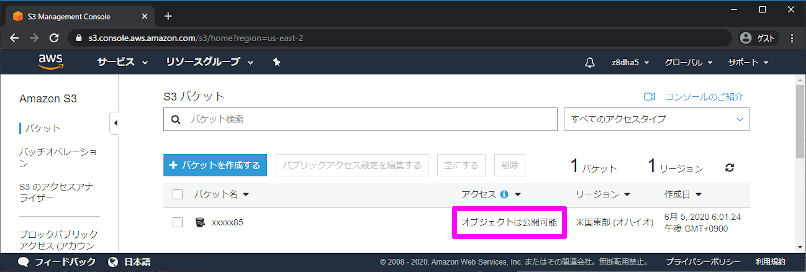 S3 Management Console
s3.console.aws.amazon.com/s3/home?region=us-east-2
ゲスト
aws
サービス
リソースグループ
z8dha5
グローバル
サポート
Amazon S3
バケット
バッチオペレーショ
ン
S3 のアクセスアナ
ライザー
ブロックパブリック
アクセス (アカウン
S3 バケット
コンソールのご紹介
バケット検索
すべてのアクセスタイプ
+ バケットを作成する
パブリックアクセス設定を編集する
空にする
削除
1 バケット
1 リージョン
バケット名
アクセス
リージョン
作成日
xxxxx85
オブジェクトは公開可能
米国東部 (オハイオ)
6月 5, 2020 6:01:24
午後 GMT+0900
フィードバック
日本語
© 2008 - 2020, Amazon Web Services, Inc. またはその関連会社。無断転用禁止。
プライバシーポリシー
利用規約